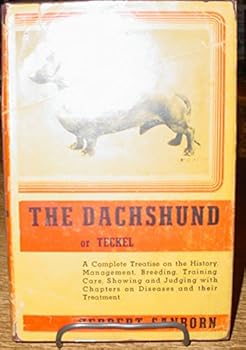 THE DACHSHUND
or TECKEL
A Complete Treatise on the History
Management, Breeding, Training
Care, Showing and Judging with
Chapters on Diseases and their
Treatment
HERBERT SANBORN